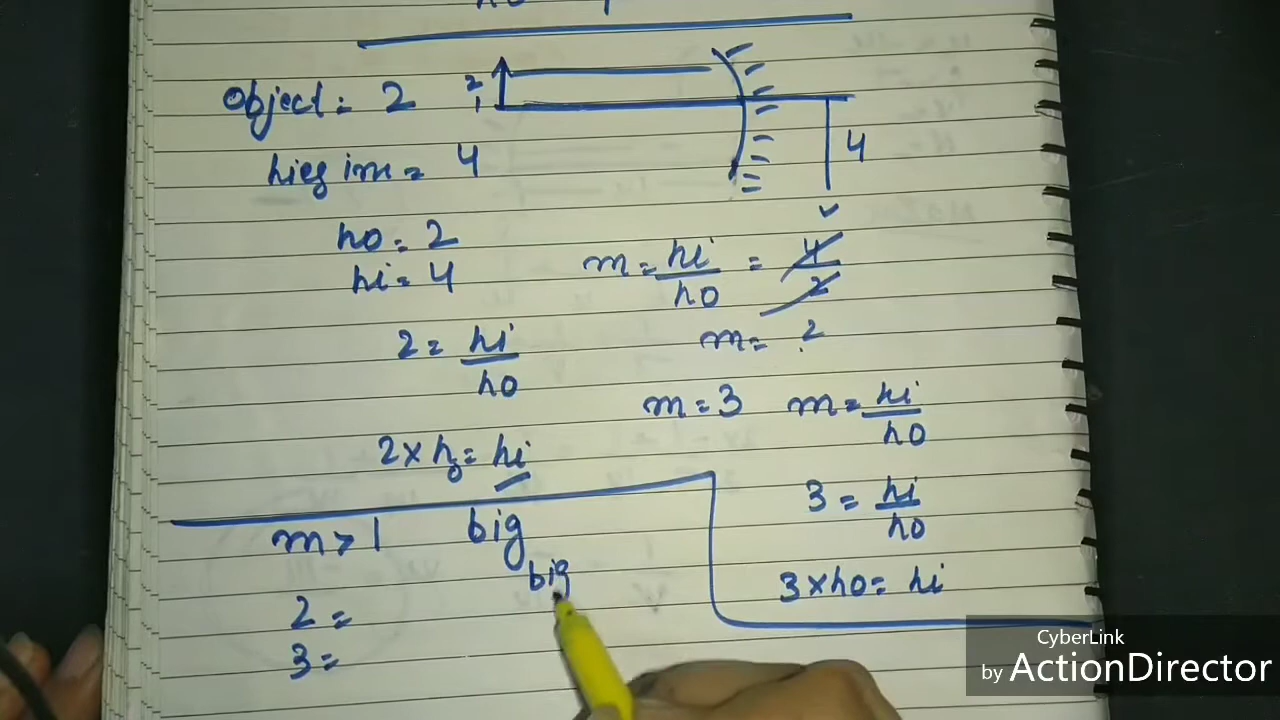 object = 2
2
1
4
hieg im = 4
ho = 2
hi = 4
m = hi/ho = 4/2
m = 2
2 = hi/ho
m = 3 m = hi/ho
2 x ho = hi
3 = hi/ho
3 x ho = hi
m > 1 big
big
2 =
3 =
CyberLink
by ActionDirector